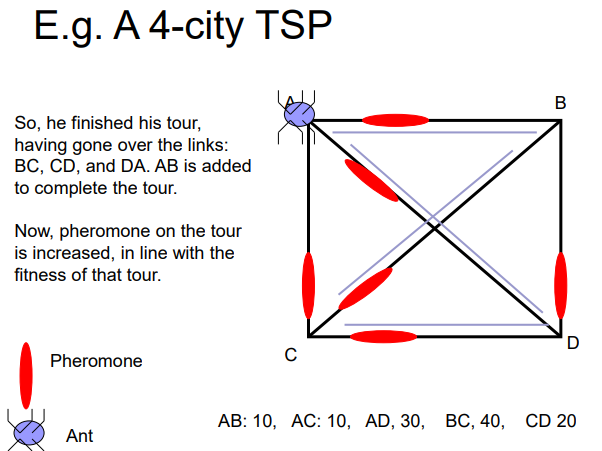 E.g. A 4-city TSP
A
B
So, he finished his tour,
having gone over the links:
BC, CD, and DA. AB is added
to complete the tour.
Now, pheromone on the tour
is increased, in line with the
fitness of that tour.
C
D
Pheromone
AB: 10, AC: 10, AD, 30, BC, 40, CD 20
Ant